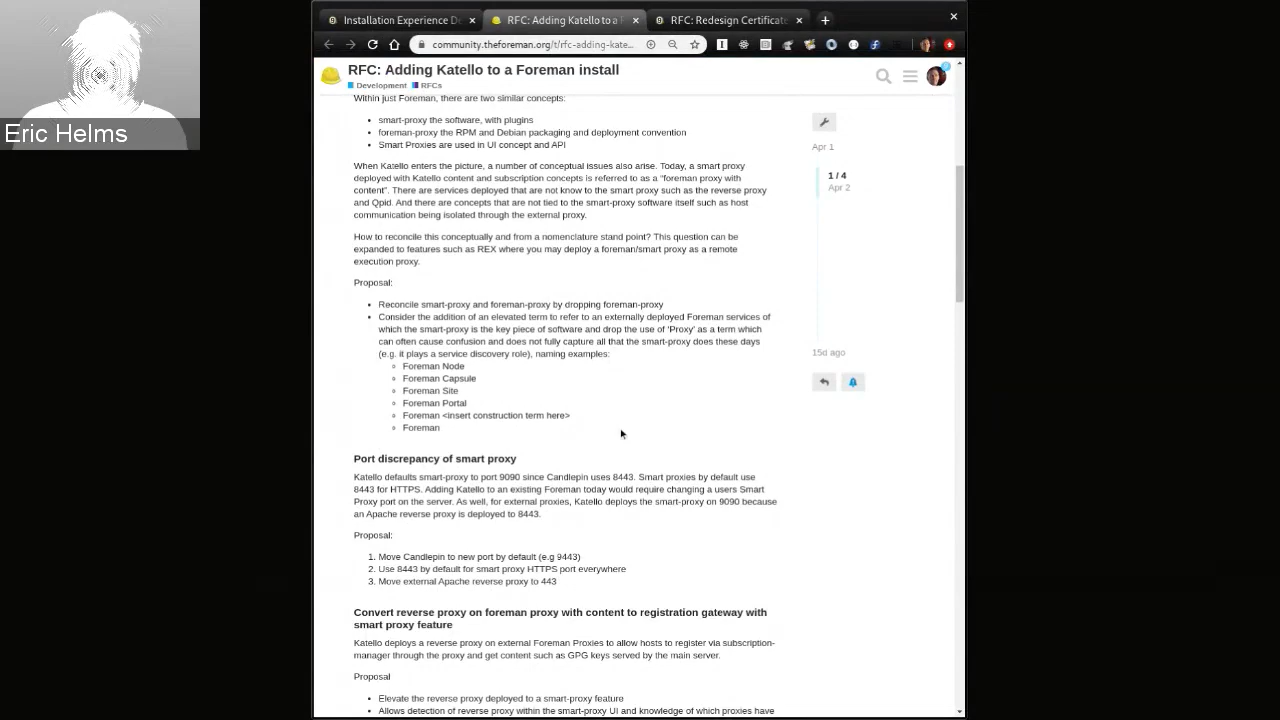 Installation Experience D
RFC: Adding Katello to a F
RFC: Redesign Certificate
community.theforeman.org/t/rfc-adding-kate...
RFC: Adding Katello to a Foreman install
Development RFCs
Eric Helms
Within just Foreman, there are two similar concepts:
smart-proxy the software, with plugins
foreman-proxy the RPM and Debian packaging and deployment convention
Smart Proxies are used in UI concept and API
When Katello enters the picture, a number of conceptual issues also arise. Today, a smart proxy
deployed with Katello content and subscription concepts is referred to as a "foreman proxy with
content". There are services deployed that are not know to the smart proxy such as the reverse proxy
and Qpid. And there are concepts that are not tied to the smart-proxy software itself such as host
communication being isolated through the external proxy.
How to reconcile this conceptually and from a nomenclature stand point? This question can be
expanded to features such as REX where you may deploy a foreman/smart proxy as a remote
execution proxy.
Proposal:
Reconcile smart-proxy and foreman-proxy by dropping foreman-proxy
Consider the addition of an elevated term to refer to an externally deployed Foreman services of
which the smart-proxy is the key piece of software and drop the use of 'Proxy' as a term which
can often cause confusion and does not fully capture all that the smart-proxy does these days
(e.g. it plays a service discovery role), naming examples:
Foreman Node
Foreman Capsule
Foreman Site
Foreman Portal
Foreman <insert construction term here>
Foreman
Apr 1
1 / 4
Apr 2
15d ago
Port discrepancy of smart proxy
Katello defaults smart-proxy to port 9090 since Candlepin uses 8443. Smart proxies by default use
8443 for HTTPS. Adding Katello to an existing Foreman today would require changing a users Smart
Proxy port on the server. As well, for external proxies, Katello deploys the smart-proxy on 9090 because
an Apache reverse proxy is deployed to 8443.
Proposal:
1. Move Candlepin to new port by default (e.g 9443)
2. Use 8443 by default for smart proxy HTTPS port everywhere
3. Move external Apache reverse proxy to 443
Convert reverse proxy on foreman proxy with content to registration gateway with
smart proxy feature
Katello deploys a reverse proxy on external Foreman Proxies to allow hosts to register via subscription-
manager through the proxy and get content such as GPG keys served by the main server.
Proposal
Elevate the reverse proxy deployed to a smart-proxy feature
Allows detection of reverse proxy within the smart-proxy UI and knowledge of which proxies have